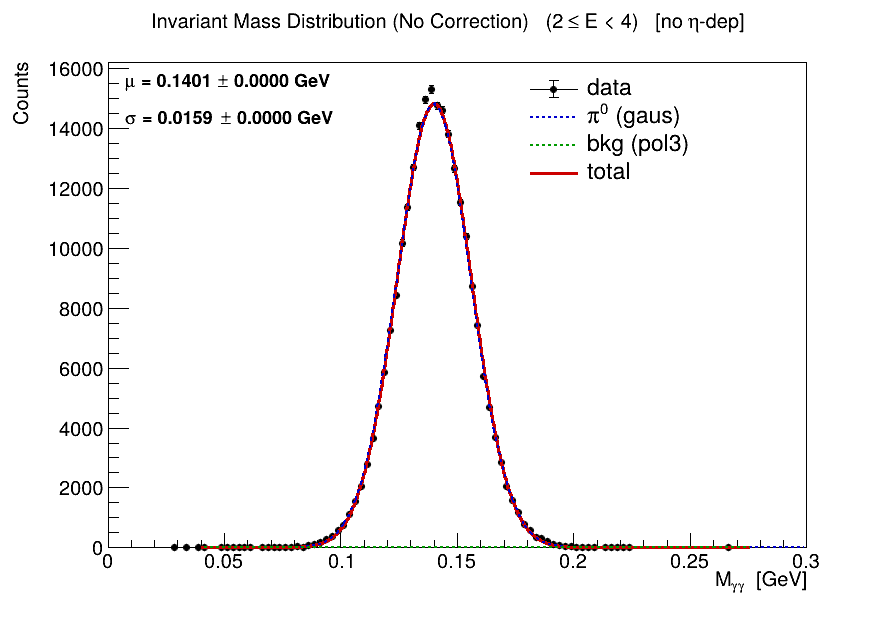 Invariant Mass Distribution (No Correction) (2 ≤ E < 4) [no η-dep]
Counts
μ = 0.1401 ± 0.0000 GeV
σ = 0.0159 ± 0.0000 GeV
data
π⁰ (gaus)
bkg (pol3)
total
16000
14000
12000
10000
8000
6000
4000
2000
0
0 0.05 0.1 0.15 0.2 0.25 0.3
Mγγ [GeV]